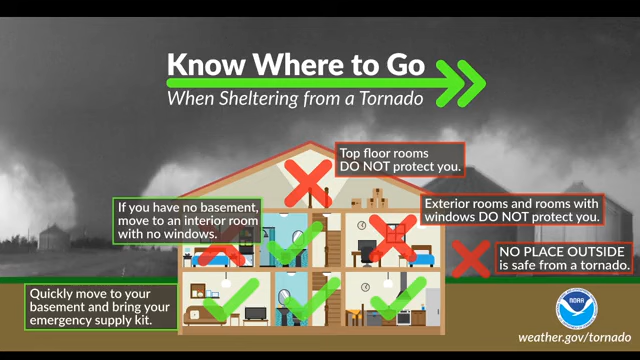 Know Where to Go
When Sheltering from a Tornado
Top floor rooms
DO NOT protect you.
If you have no basement,
move to an interior room
with no windows.
Exterior rooms and rooms with
windows DO NOT protect you.
NO PLACE OUTSIDE
is safe from a tornado.
Quickly move to your
basement and bring your
emergency supply kit.
NOAA
weather.gov/tornado